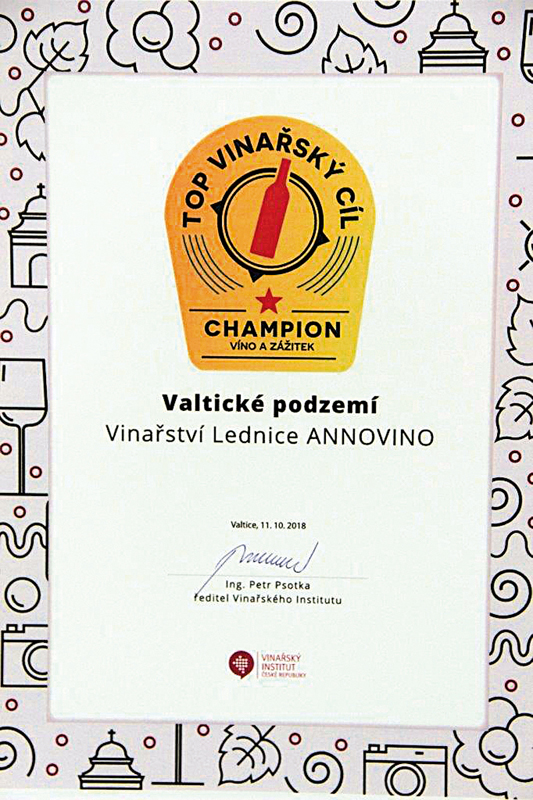 TOP VINAŘSKÝ CÍL
CHAMPION
VÍNO A ZÁŽITEK
Valtické podzemí
Vinařství Lednice ANNOVINO
Valtice, 11. 10. 2018
Ing. Petr Psotka
ředitel Vinařského Institutu
VINAŘSKÝ
INSTITUT
ČESKÉ REPUBLIKY